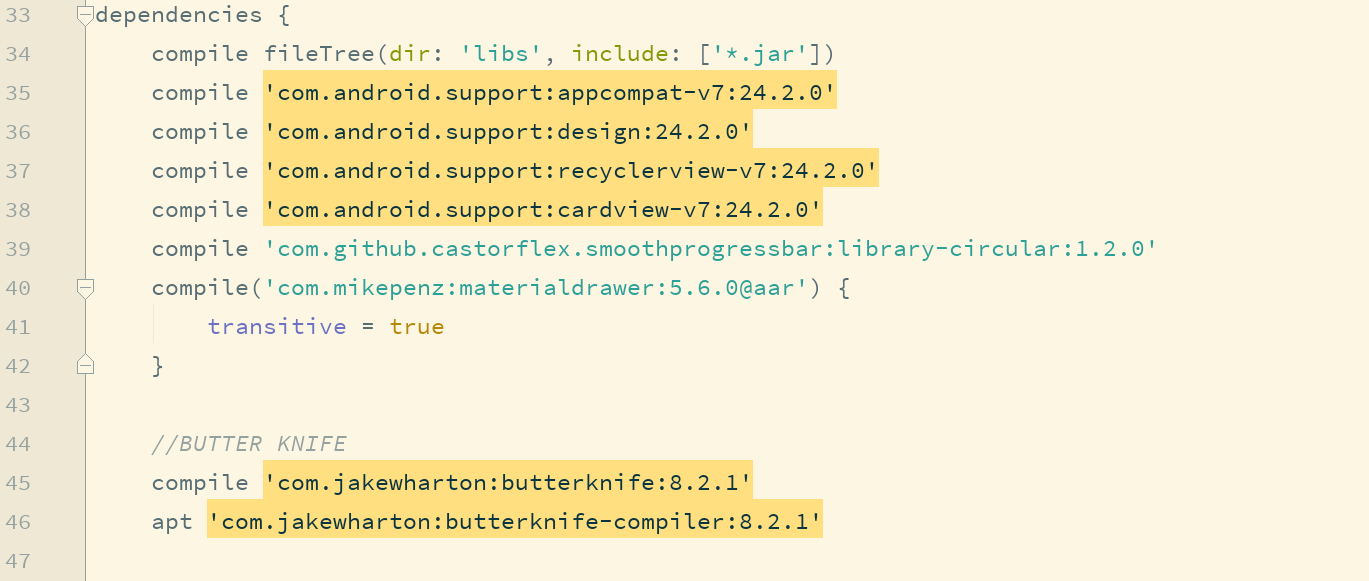 33 dependencies {
34     compile fileTree(dir: 'libs', include: ['*.jar'])
35     compile 'com.android.support:appcompat-v7:24.2.0'
36     compile 'com.android.support:design:24.2.0'
37     compile 'com.android.support:recyclerview-v7:24.2.0'
38     compile 'com.android.support:cardview-v7:24.2.0'
39     compile 'com.github.castorflex.smoothprogressbar:library-circular:1.2.0'
40     compile('com.mikepenz:materialdrawer:5.6.0@aar') {
41         transitive = true
42     }
43
44     //BUTTER KNIFE
45     compile 'com.jakewharton:butterknife:8.2.1'
46     apt 'com.jakewharton:butterknife-compiler:8.2.1'
47